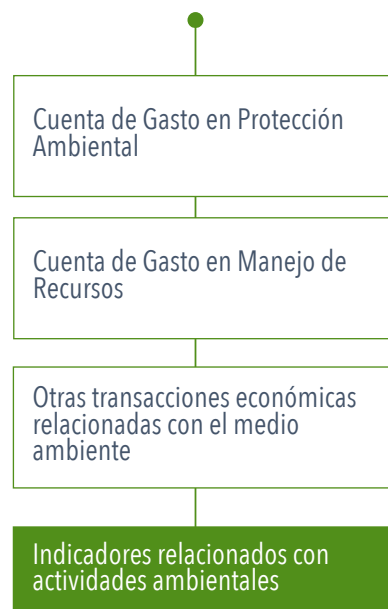 Cuenta de Gasto en Protección
Ambiental
Cuenta de Gasto en Manejo de
Recursos
Otras transacciones económicas
relacionadas con el medio
ambiente
Indicadores relacionados con
actividades ambientales